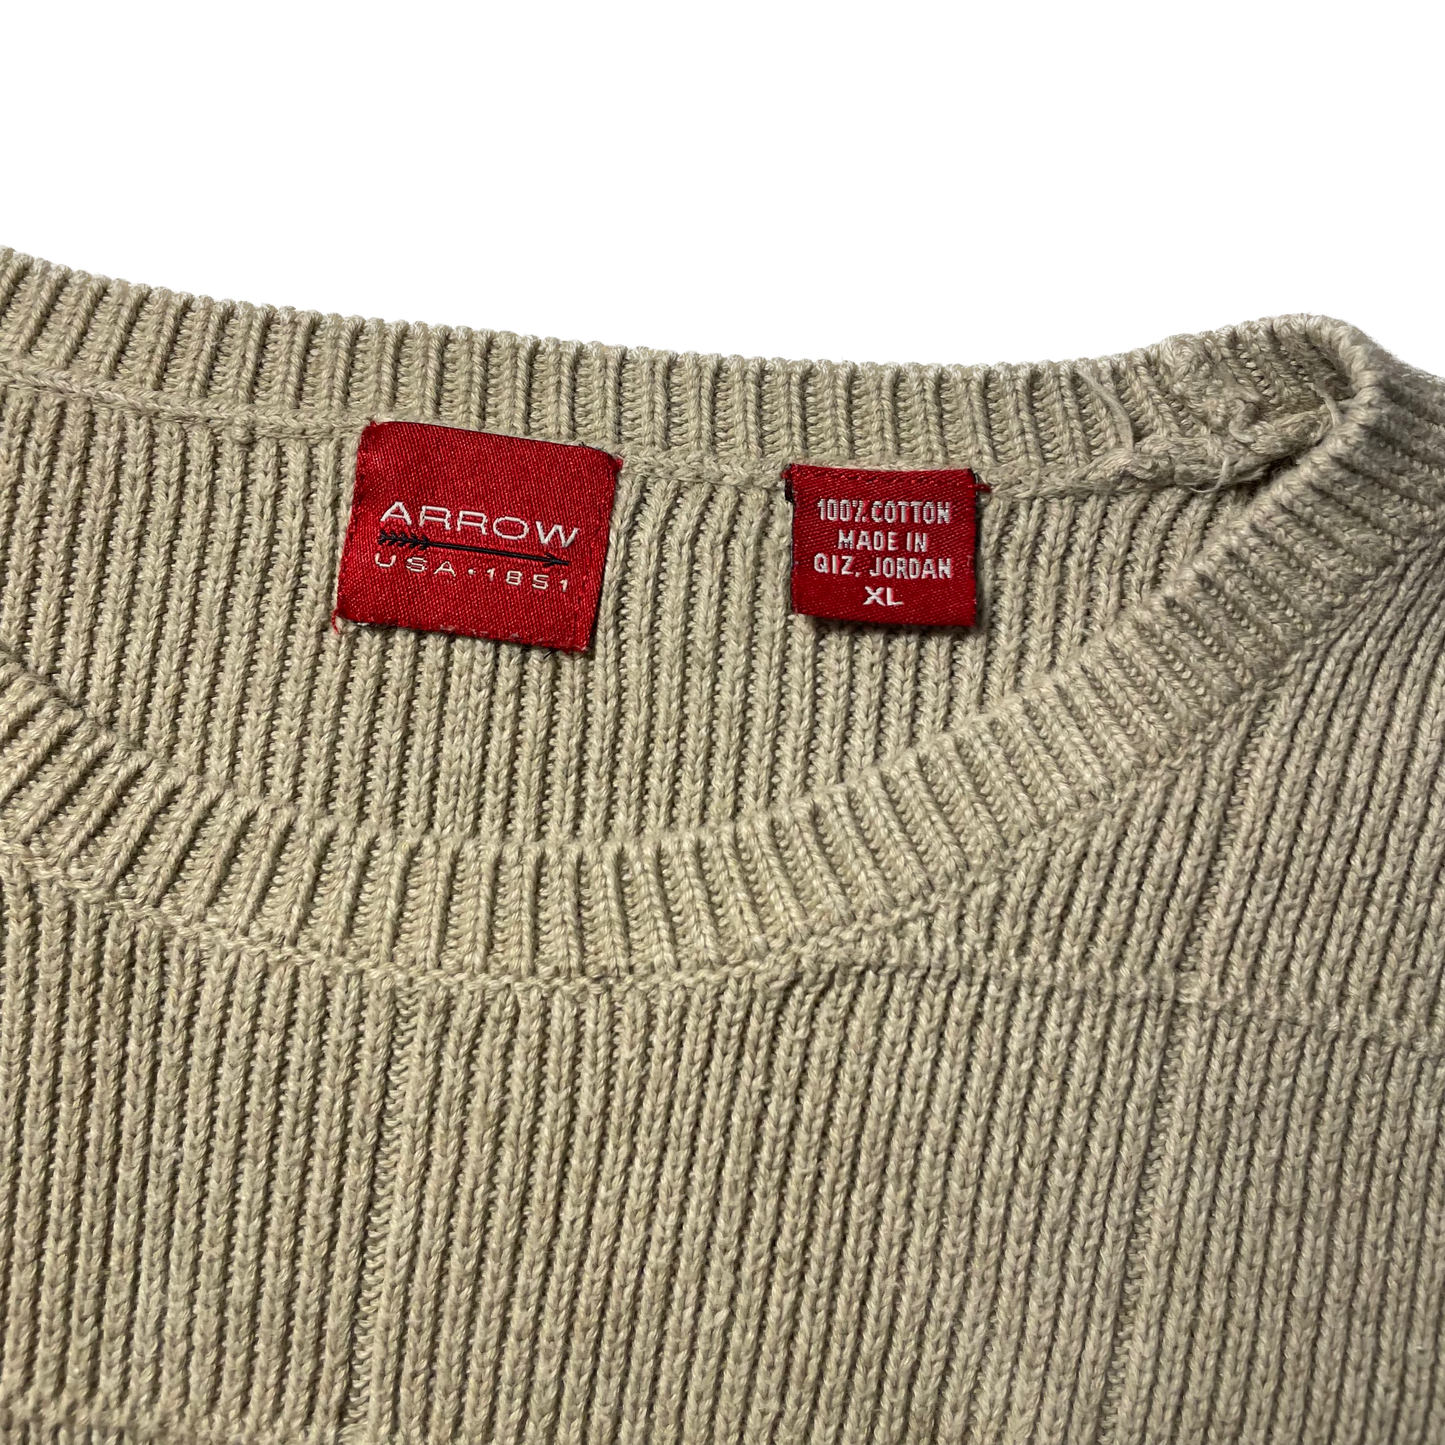 ARROW
USA • 1851
100% COTTON
MADE IN
QIZ, JORDAN
XL